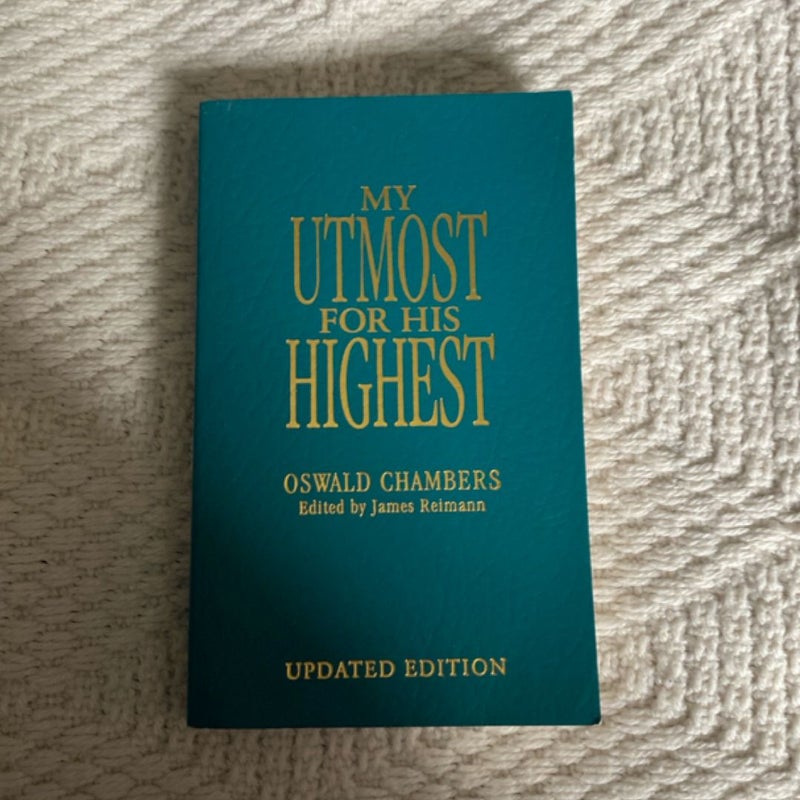 MY
UTMOST
FOR HIS
HIGHEST
OSWALD CHAMBERS
Edited by James Reimann
UPDATED EDITION